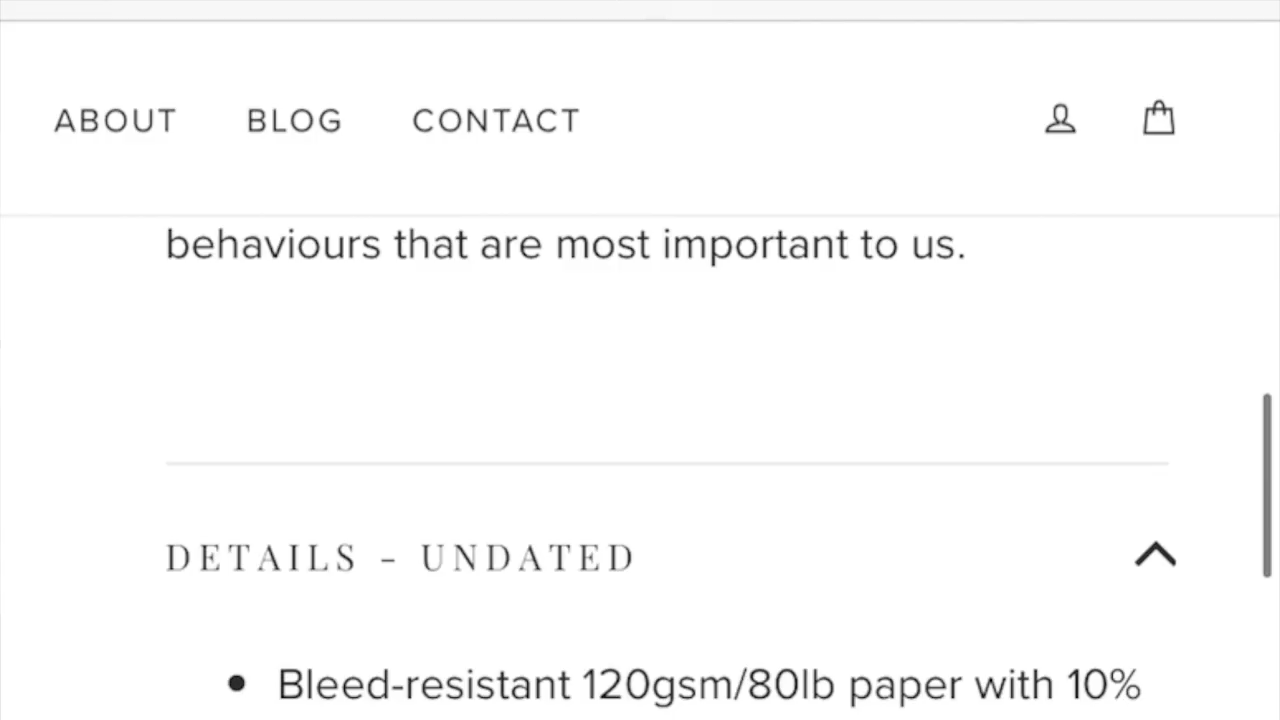 ABOUT BLOG CONTACT
behaviours that are most important to us.
DETAILS - UNDATED
• Bleed-resistant 120gsm/80lb paper with 10%